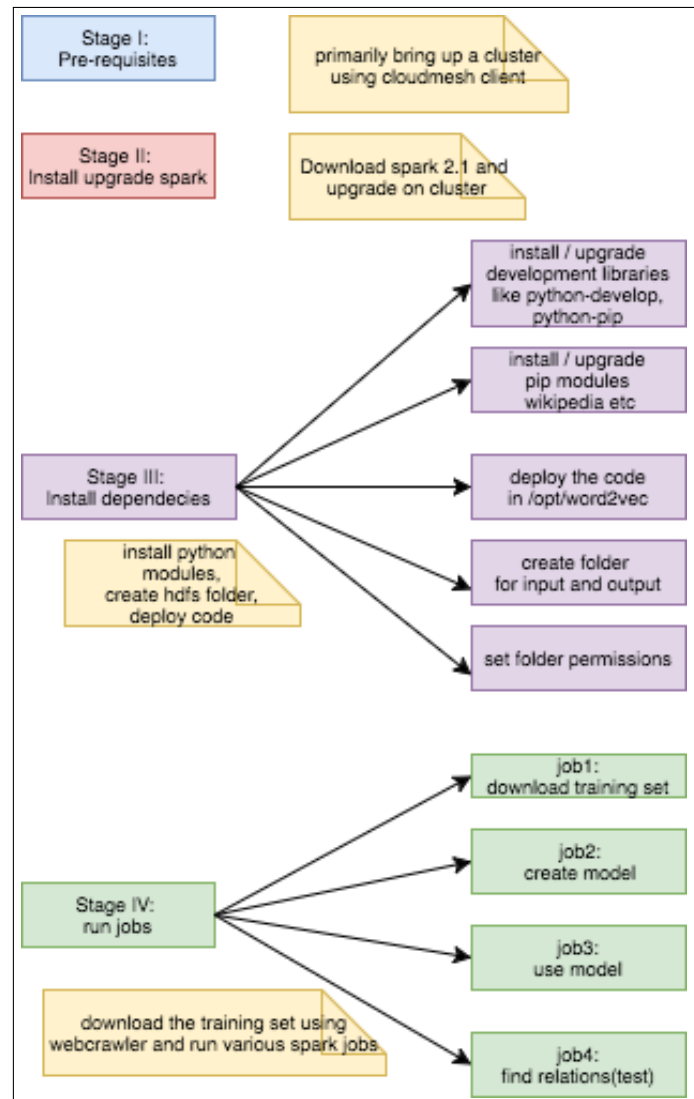 Stage I:
Pre-requisites
primarily bring up a cluster
using cloudmesh client
Stage II:
Install upgrade spark
Download spark 2.1 and
upgrade on cluster
install / upgrade
development libraries
like python-develop,
python-pip
install / upgrade
pip modules
wikipedia etc
Stage III:
Install dependecies
deploy the code
in /opt/word2vec
install python
modules,
create hdfs folder,
deploy code
create folder
for input and output
set folder permissions
job1:
download training set
job2:
create model
Stage IV:
run jobs
job3:
use model
download the training set using
webcrawler and run various spark jobs
job4:
find relations(test)